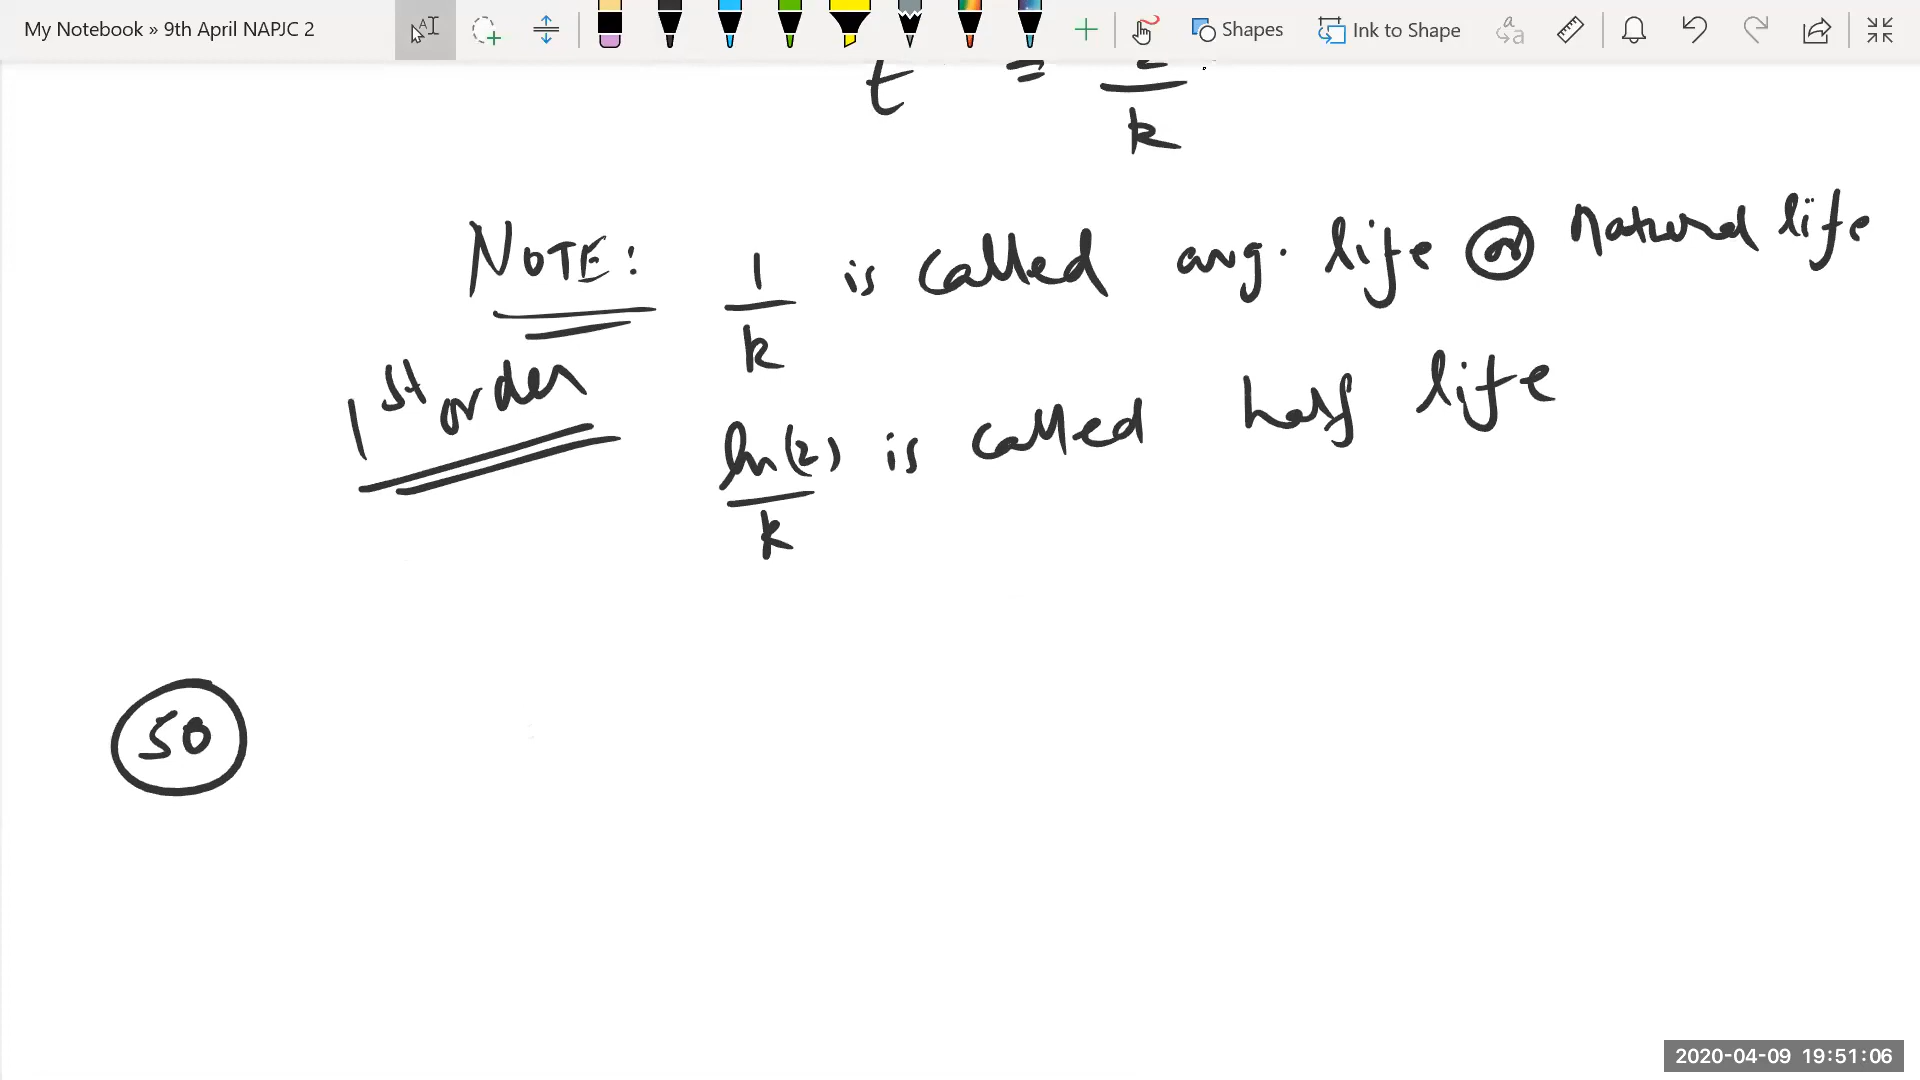 My Notebook » 9th April NAPJC 2
Shapes
Ink to Shape
t = /k
NOTE: 1/k is called avg. life or natural life
1st order
ln(2)/k is called half life
50
2020-04-09 19:51:06